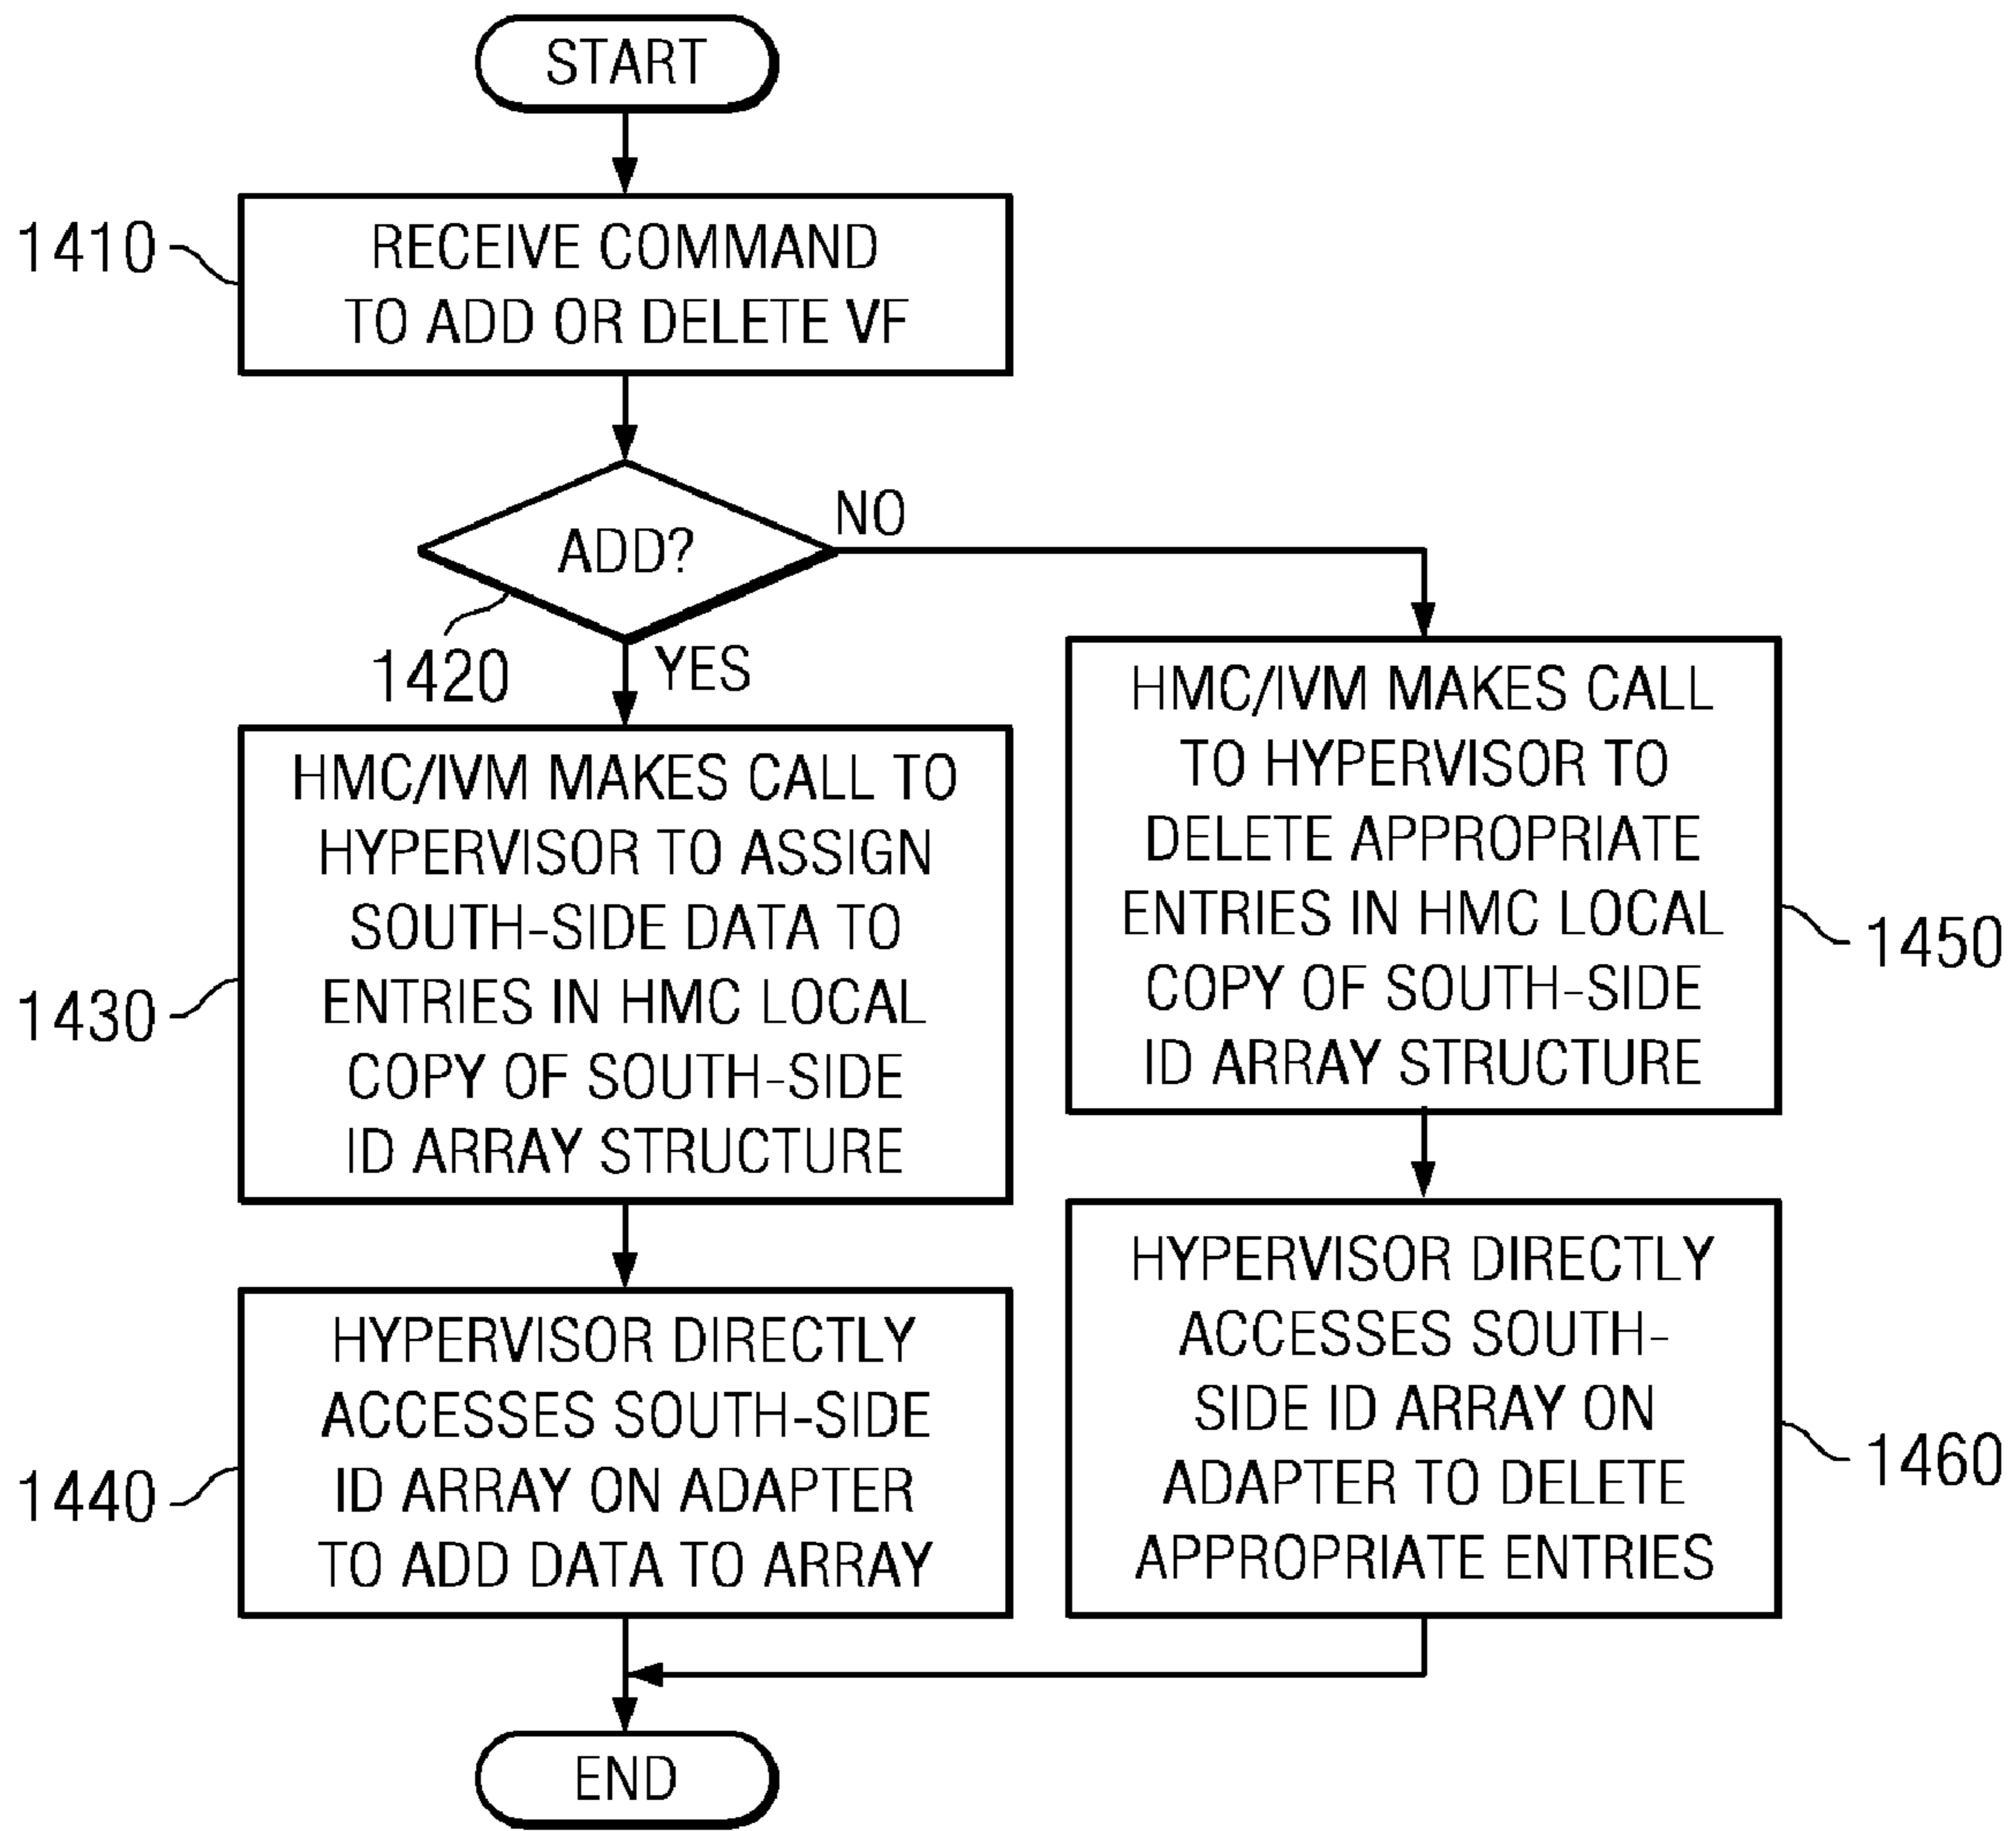 START
1410
RECEIVE COMMAND
TO ADD OR DELETE VF
ADD?
NO
1420
YES
HMC/IVM MAKES CALL TO
HYPERVISOR TO ASSIGN
SOUTH-SIDE DATA TO
ENTRIES IN HMC LOCAL
COPY OF SOUTH-SIDE
ID ARRAY STRUCTURE
1430
HYPERVISOR DIRECTLY
ACCESSES SOUTH-SIDE
ID ARRAY ON ADAPTER
TO ADD DATA TO ARRAY
1440
HMC/IVM MAKES CALL
TO HYPERVISOR TO
DELETE APPROPRIATE
ENTRIES IN HMC LOCAL
COPY OF SOUTH-SIDE
ID ARRAY STRUCTURE
1450
HYPERVISOR DIRECTLY
ACCESSES SOUTH-
SIDE ID ARRAY ON
ADAPTER TO DELETE
APPROPRIATE ENTRIES
1460
END